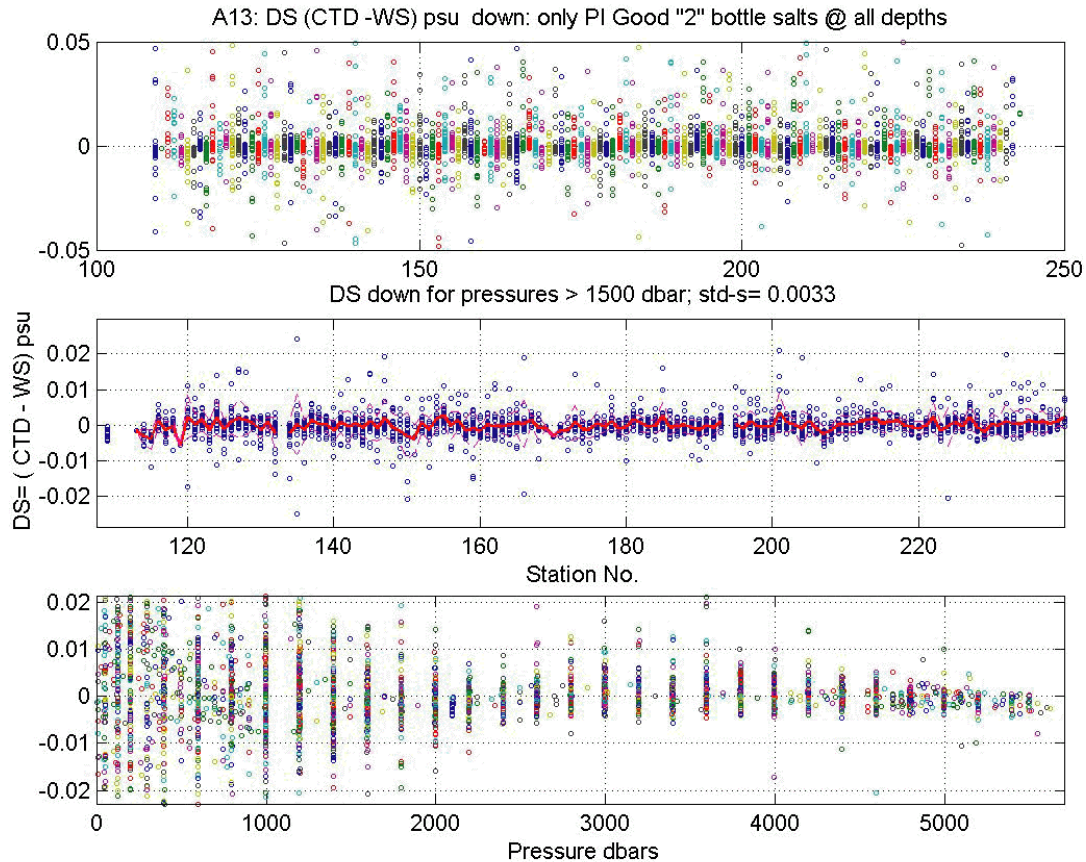 A13: DS (CTD -WS) psu down: only PI Good "2" bottle salts @ all depths
0.05
0
-0.05
100 150 200 250
DS down for pressures > 1500 dbar; std-s= 0.0033
DS= ( CTD - WS) psu
0.02
0.01
0
-0.01
-0.02
120 140 160 180 200 220
Station No.
0.02
0.01
0
-0.01
-0.02
0 1000 2000 3000 4000 5000
Pressure dbars